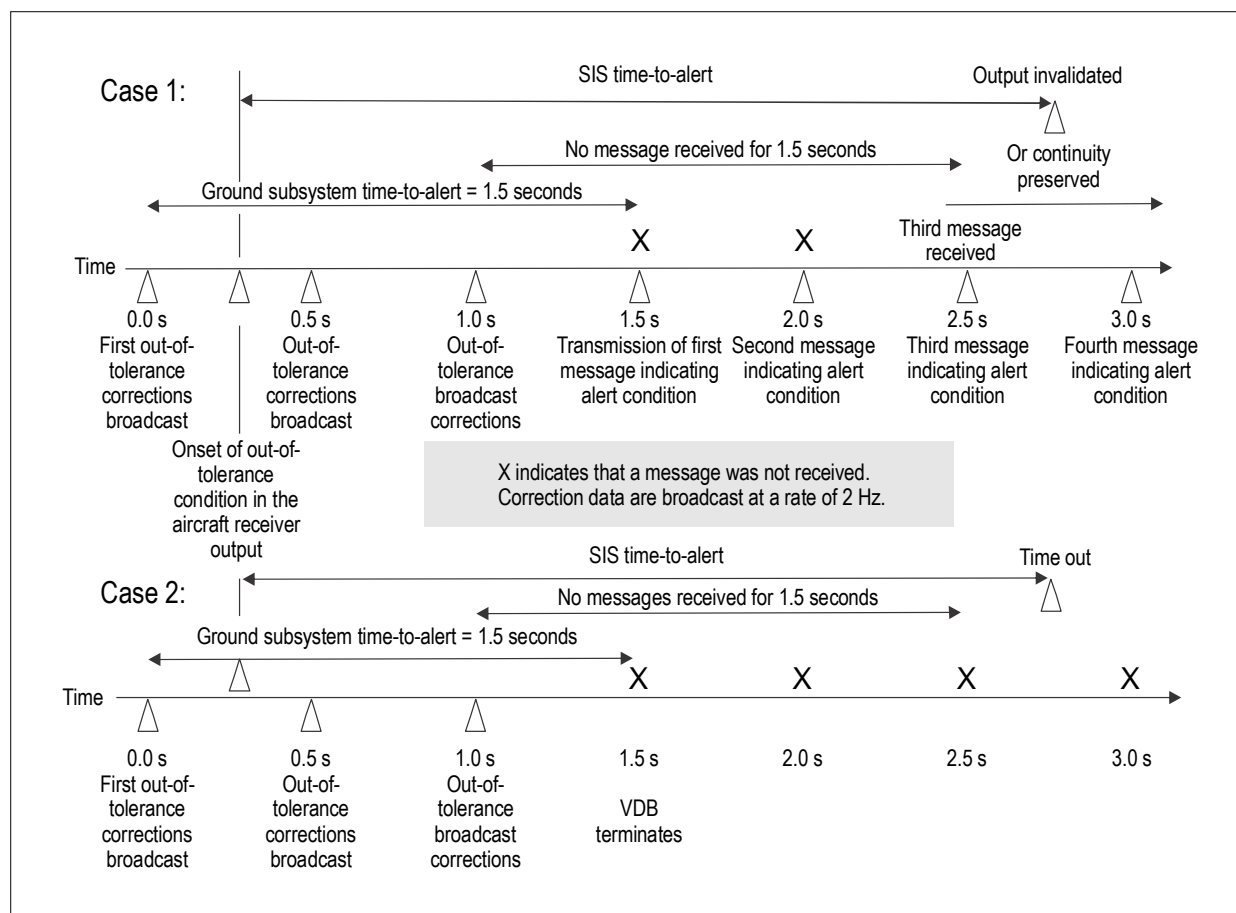 Case 1:
SIS time-to-alert
Output invalidated
No message received for 1.5 seconds
Or continuity
preserved
Ground subsystem time-to-alert = 1.5 seconds
X
X
Third message
received
Time
0.0 s
First out-of-
tolerance
corrections
broadcast
Onset of out-of-
tolerance
condition in the
aircraft receiver
output
0.5 s
Out-of-
tolerance
corrections
broadcast
1.0 s
Out-of-
tolerance
broadcast
corrections
1.5 s
Transmission of first
message indicating
alert condition
2.0 s
Second message
indicating alert
condition
2.5 s
Third message
indicating alert
condition
3.0 s
Fourth message
indicating alert
condition
X indicates that a message was not received.
Correction data are broadcast at a rate of 2 Hz.
Case 2:
SIS time-to-alert
Time out
No messages received for 1.5 seconds
Ground subsystem time-to-alert = 1.5 seconds
X
X
X
X
Time
0.0 s
First out-of-
tolerance
corrections
broadcast
0.5 s
Out-of-
tolerance
corrections
broadcast
1.0 s
Out-of-
tolerance
broadcast
corrections
1.5 s
VDB
terminates
2.0 s
2.5 s
3.0 s